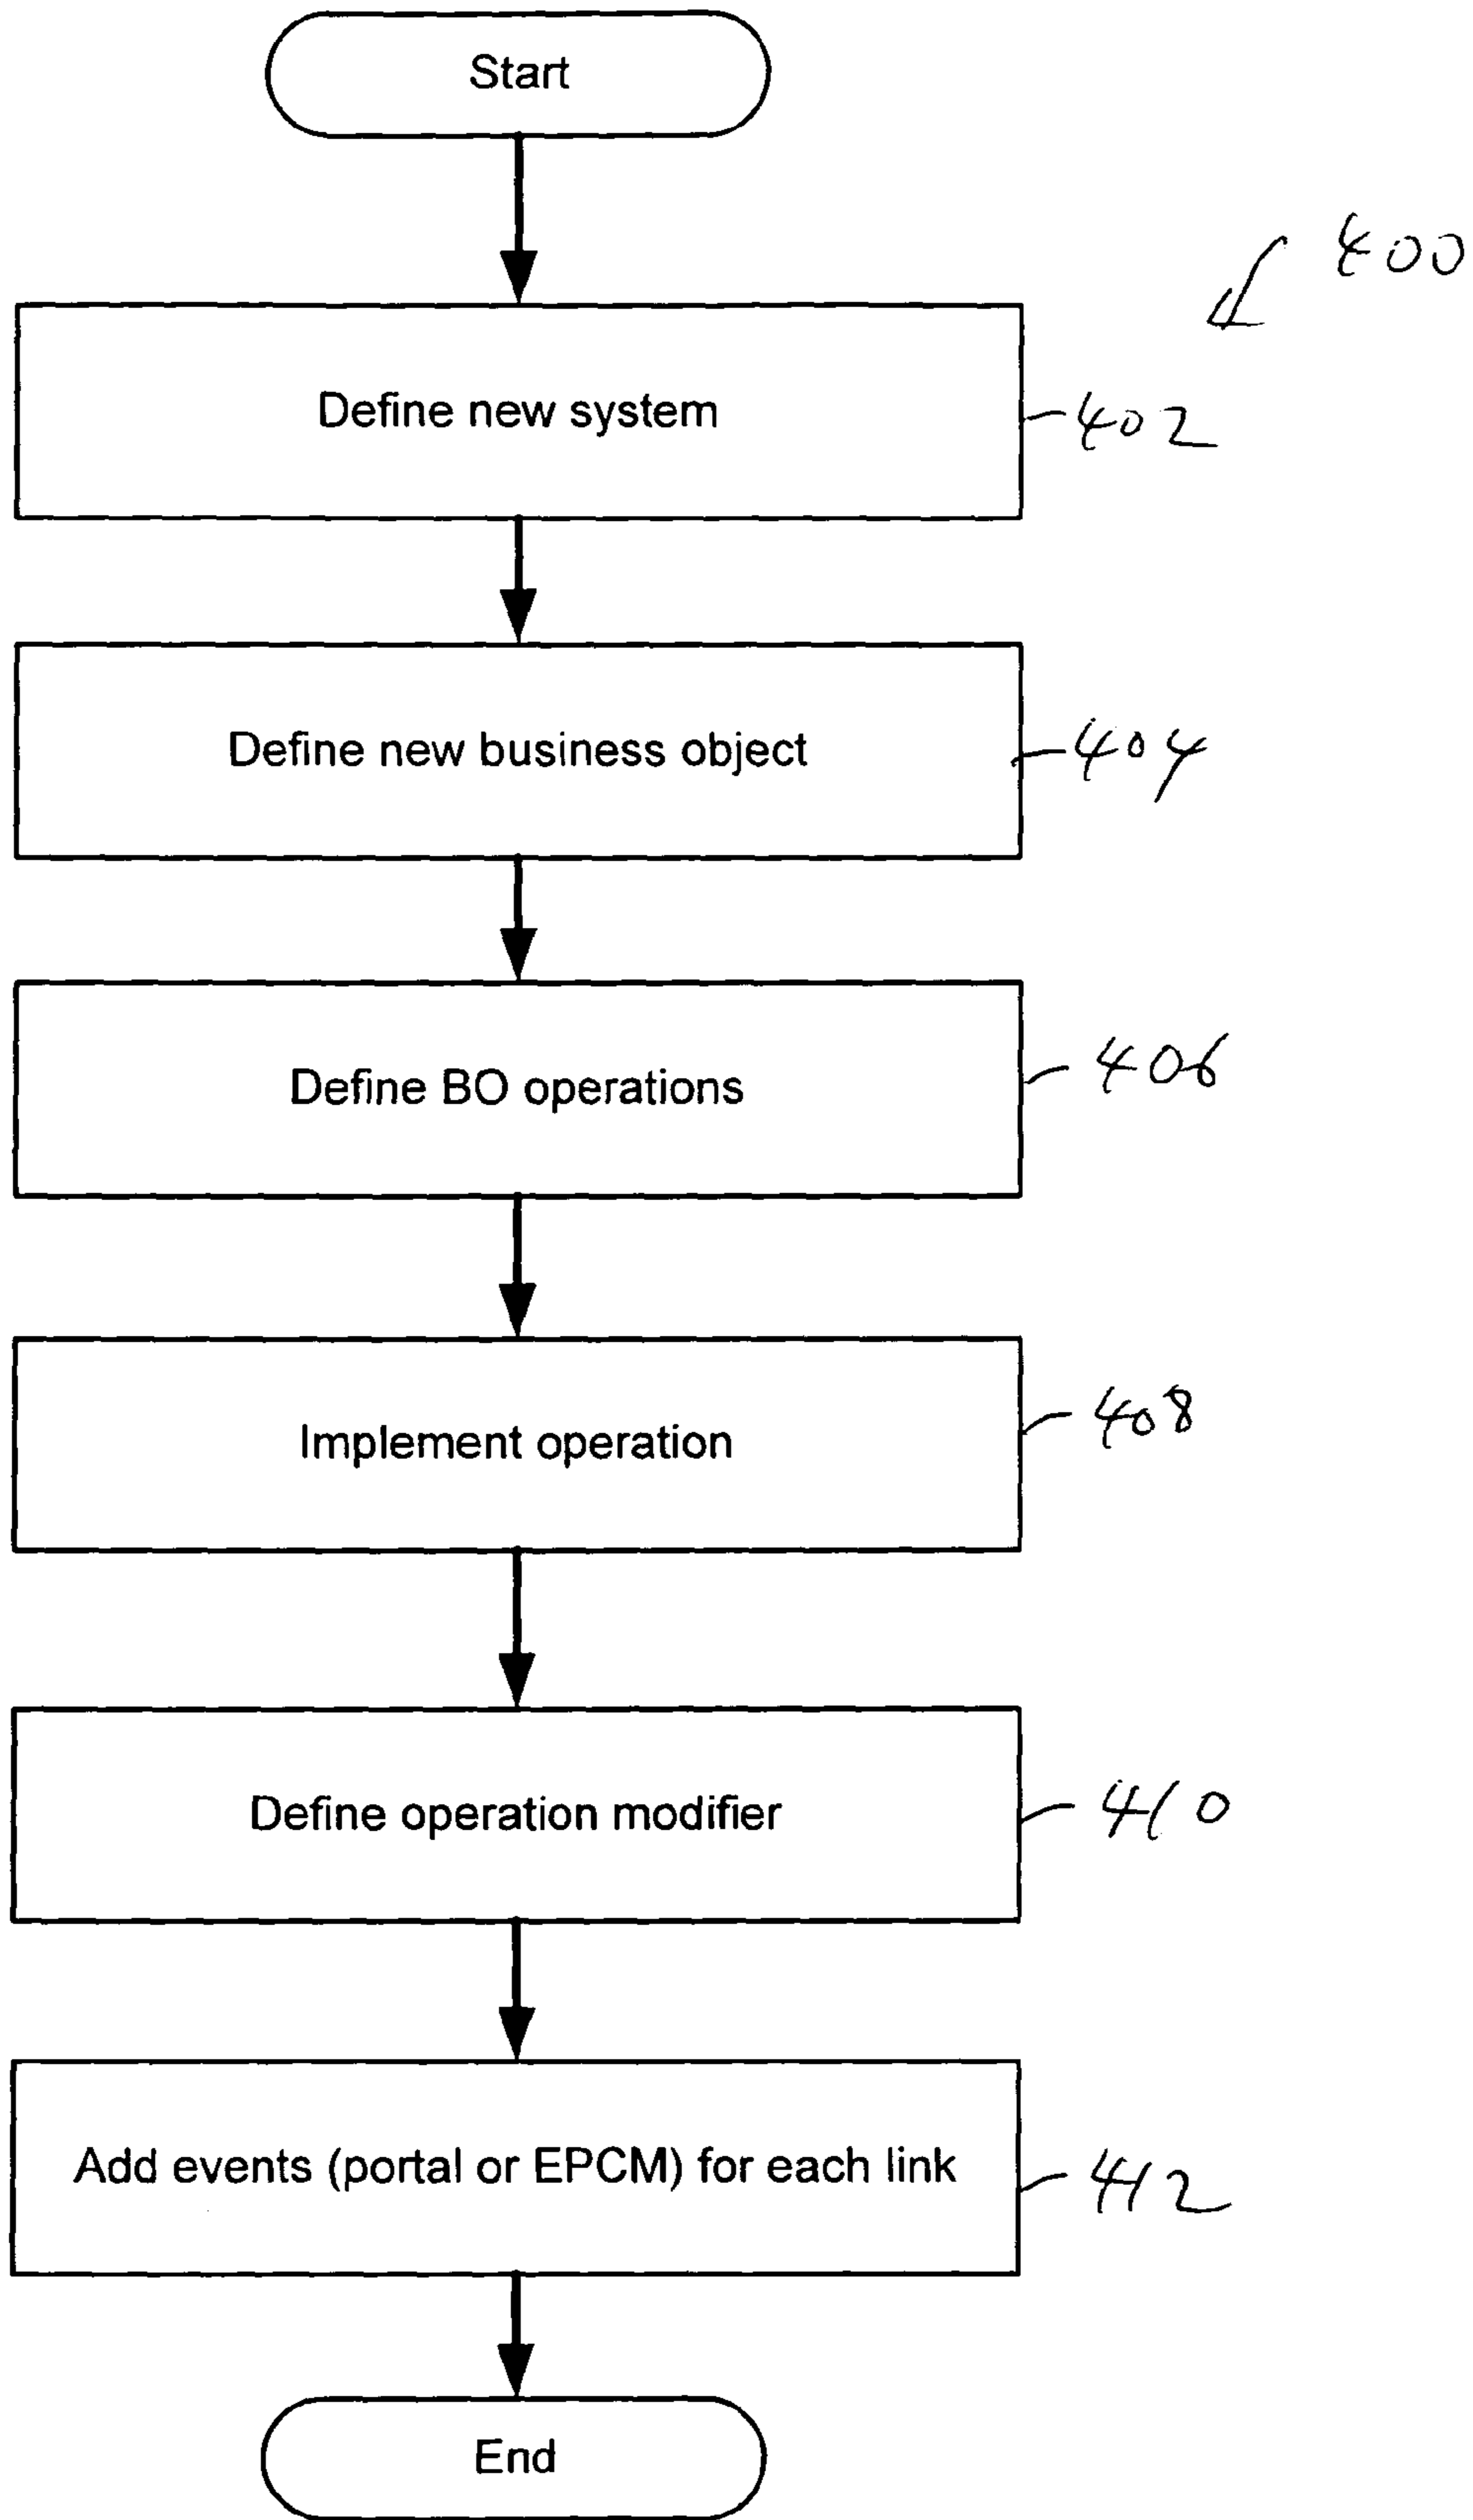 Start
400
Define new system
402
Define new business object
404
Define BO operations
406
Implement operation
408
Define operation modifier
410
Add events (portal or EPCM) for each link
412
End